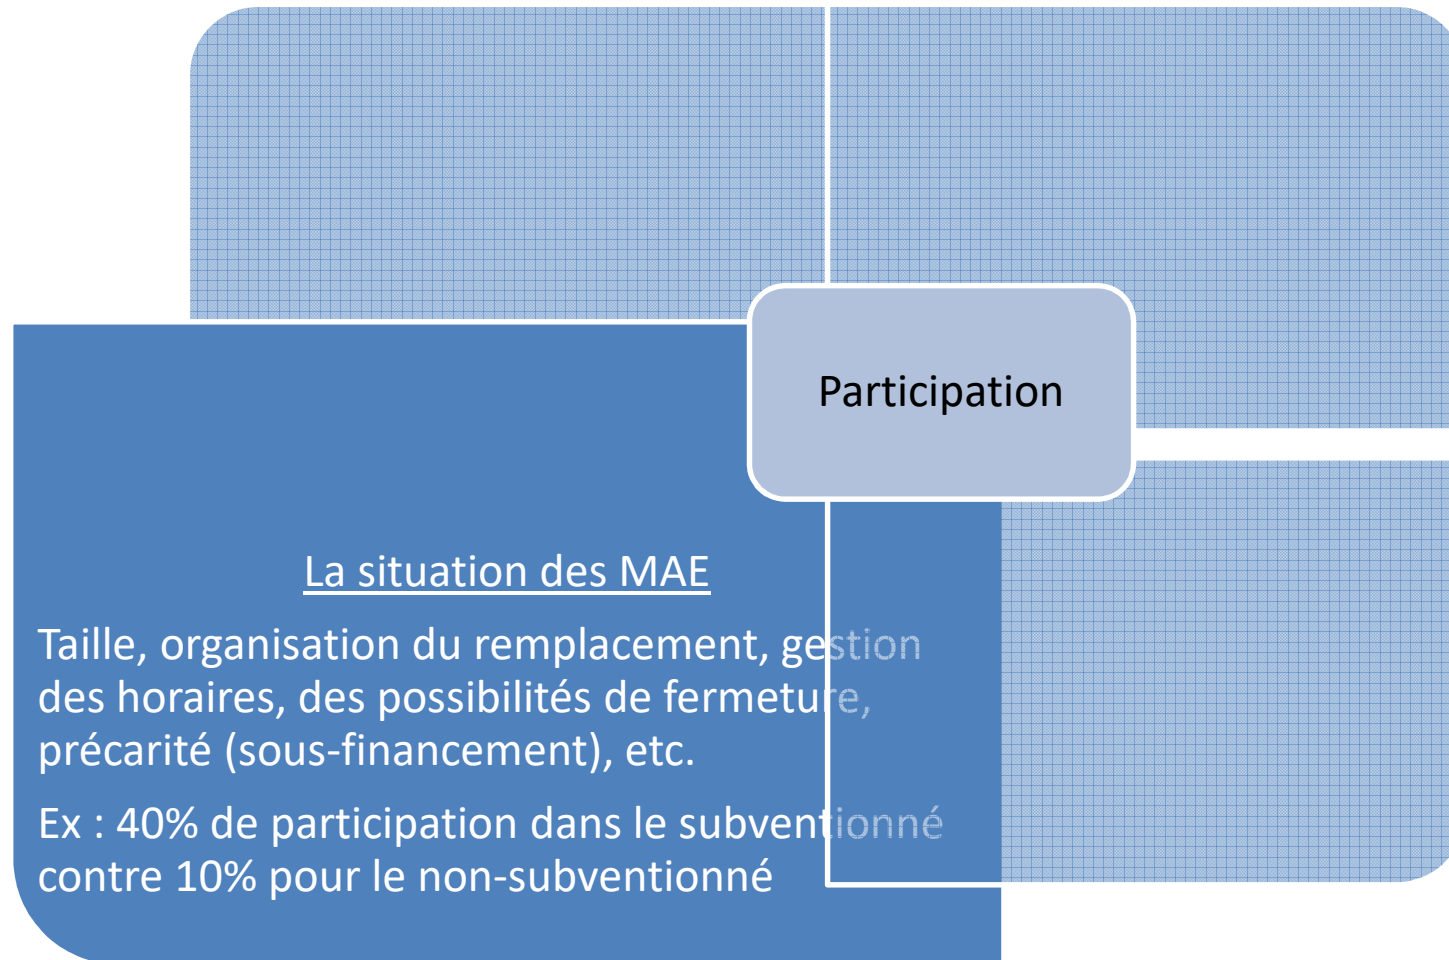 Participation
La situation des MAE
Taille, organisation du remplacement, gestion
des horaires, des possibilités de fermeture,
précarité (sous-financement), etc.
Ex : 40% de participation dans le subventionné
contre 10% pour le non-subventionné